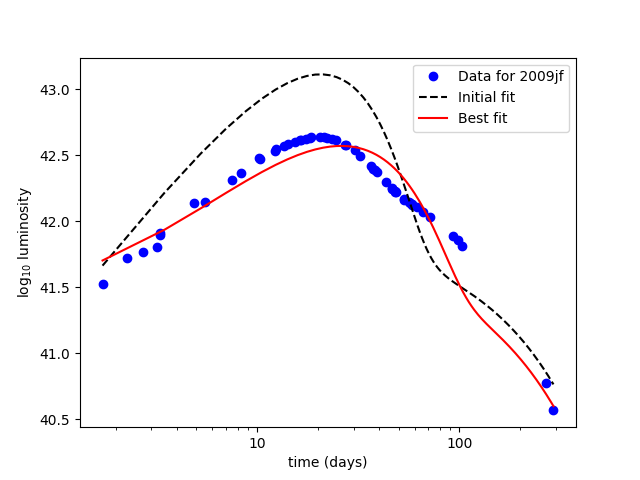 Data for 2009jf
Initial fit
Best fit
43.0
42.5
42.0
41.5
41.0
40.5
log₁₀ luminosity
10
100
time (days)